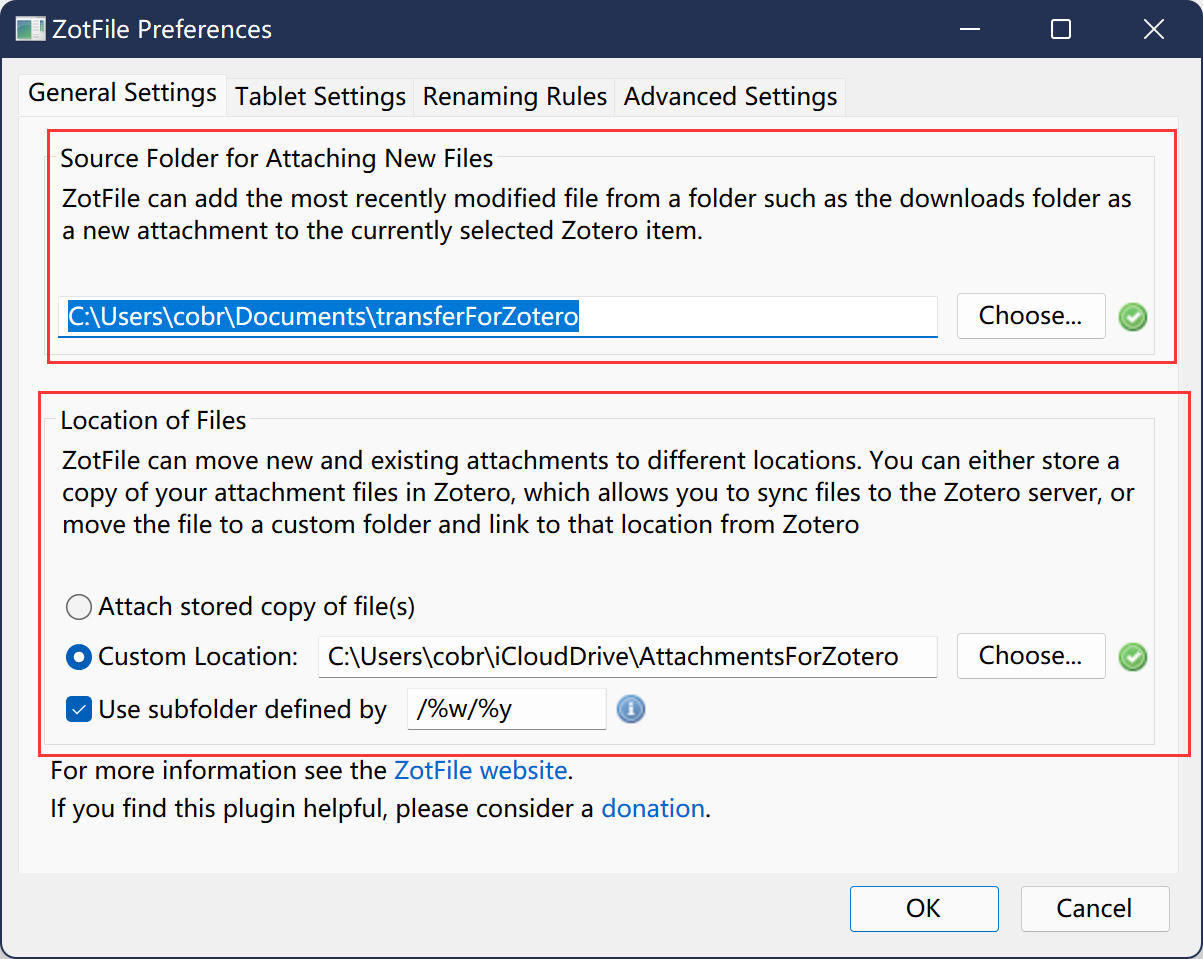 ZotFile Preferences
General Settings Tablet Settings Renaming Rules Advanced Settings
Source Folder for Attaching New Files
ZotFile can add the most recently modified file from a folder such as the downloads folder as
a new attachment to the currently selected Zotero item.
C:\Users\cobr\Documents\transferForZotero Choose...
Location of Files
ZotFile can move new and existing attachments to different locations. You can either store a
copy of your attachment files in Zotero, which allows you to sync files to the Zotero server, or
move the file to a custom folder and link to that location from Zotero
Attach stored copy of file(s)
Custom Location: C:\Users\cobr\iCloudDrive\AttachmentsForZotero Choose...
Use subfolder defined by /%w/%y
For more information see the ZotFile website.
If you find this plugin helpful, please consider a donation.
OK Cancel